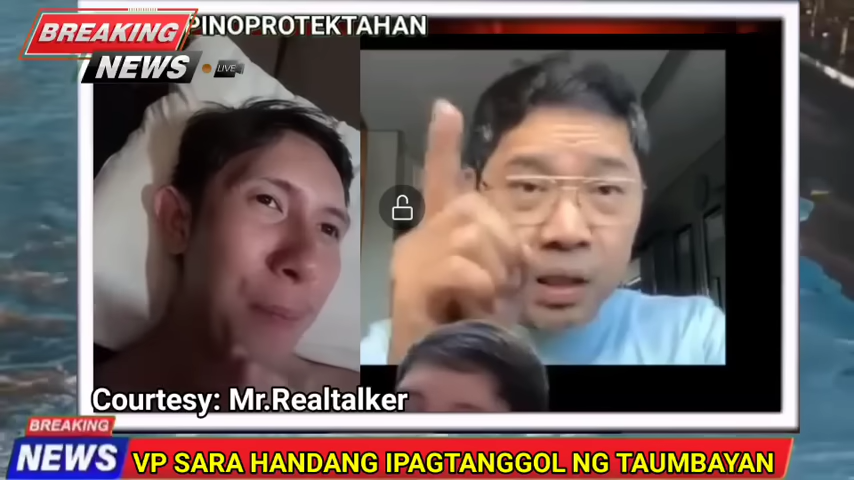 BREAKING
NEWS
LIVE
PINOPROTEKTAHAN
Courtesy: Mr.Realtalker
BREAKING
NEWS
VP SARA HANDANG IPAGTANGGOL NG TAUMBAYAN